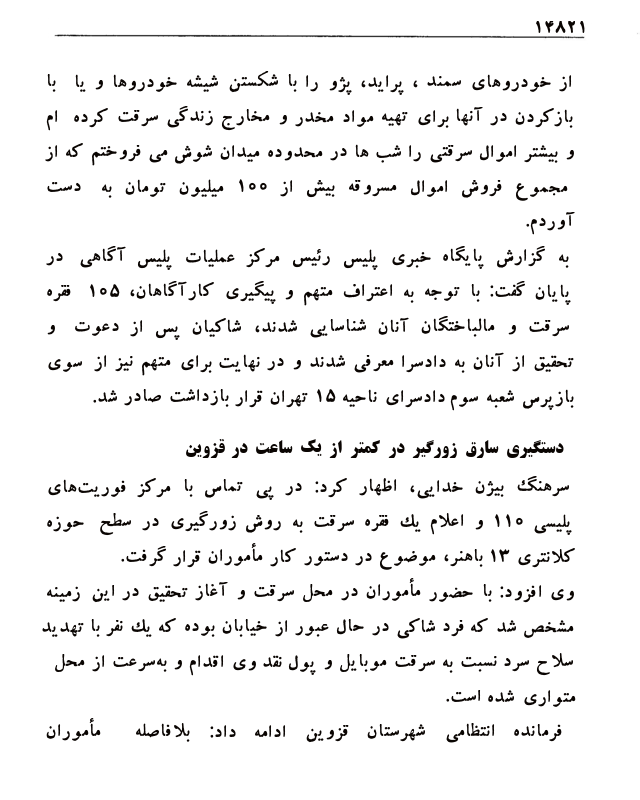 ۱۴۸۲۱
از خودروهای سمند ، پراید، پژو را با شکستن شیشه خودروها و یا با
بازکردن در آنها برای تهیه مواد مخدر و مخارج زندگی سرقت کرده ام
و بیشتر اموال سرقتی را شب ها در محدوده میدان شوش می فروختم که از
مجموع فروش اموال مسروقه بیش از ۱۰۰ میلیون تومان به دست
آوردم.
به گزارش پایگاه خبری پلیس رئیس مرکز عملیات پلیس آگاهی در
پایان گفت: با توجه به اعتراف متهم و پیگیری کارآگاهان، ۱۰۵ فقره
سرقت و مالباختگان آنان شناسایی شدند، شاکیان پس از دعوت و
تحقیق از آنان به دادسرا معرفی شدند و در نهایت برای متهم نیز از سوی
بازپرس شعبه سوم دادسرای ناحیه ۱۵ تهران قرار بازداشت صادر شد.
دستگیری سارق زورگیر در کمتر از یک ساعت در قزوین
سرهنگ بیژن خدایی، اظهار کرد: در پی تماس با مرکز فوریت‌های
پلیسی ۱۱۰ و اعلام یك فقره سرقت به روش زورگیری در سطح حوزه
کلانتری ۱۳ باهنر، موضوع در دستور کار مأموران قرار گرفت.
وی افزود: با حضور مأموران در محل سرقت و آغاز تحقیق در این زمینه
مشخص شد که فرد شاکی در حال عبور از خیابان بوده که یك نفر با تهدید
سلاح سرد نسبت به سرقت موبایل و پول نقد وی اقدام و به‌سرعت از محل
متواری شده است.
فرمانده انتظامی شهرستان قزوین ادامه داد: بلافاصله مأموران